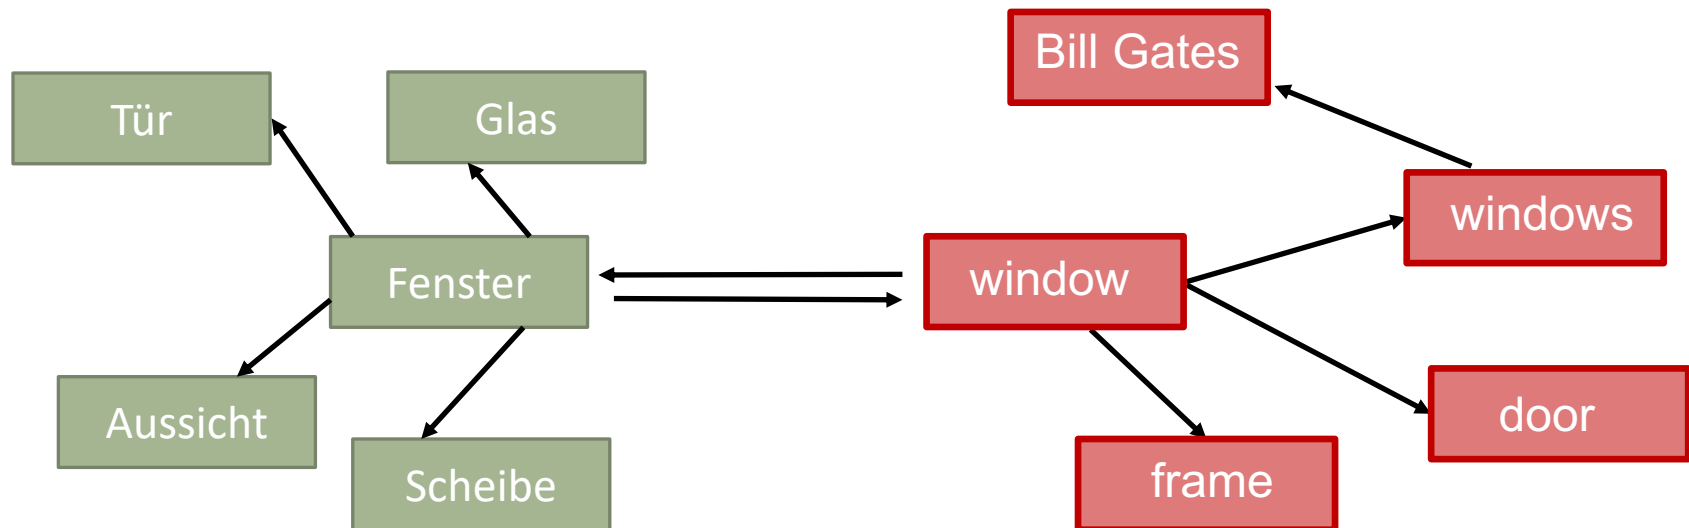 Bill Gates
Tür
Glas
windows
Fenster
window
Aussicht
door
Scheibe
frame